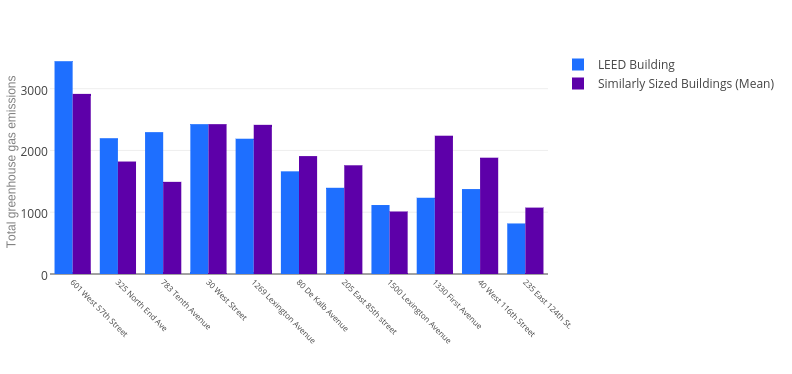 LEED Building
Similarly Sized Buildings (Mean)
Total greenhouse gas emissions
3000
2000
1000
0
601 West 57th Street
325 North End Ave
783 Tenth Avenue
30 West Street
1269 Lexington Avenue
80 De Kalb Avenue
205 East 85th street
1500 Lexington Avenue
1330 First Avenue
40 West 116th Street
235 East 124th St.